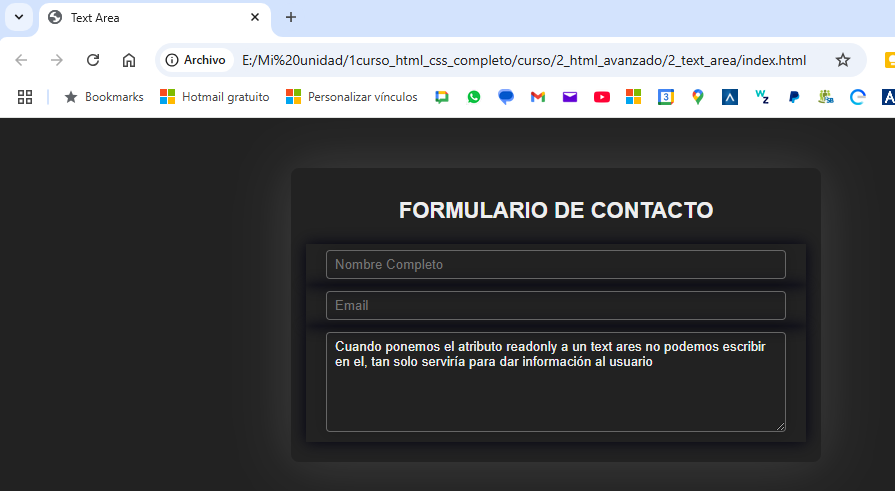 Text Area
Archivo
E:/Mi%20unidad/1curso_html_css_completo/curso/2_html_avanzado/2_text_area/index.html
Bookmarks
Hotmail gratuito
Personalizar vínculos
3
W
Z
SB
A
FORMULARIO DE CONTACTO
Nombre Completo
Email
Cuando ponemos el atributo readonly a un text ares no podemos escribir
en el, tan solo serviría para dar información al usuario